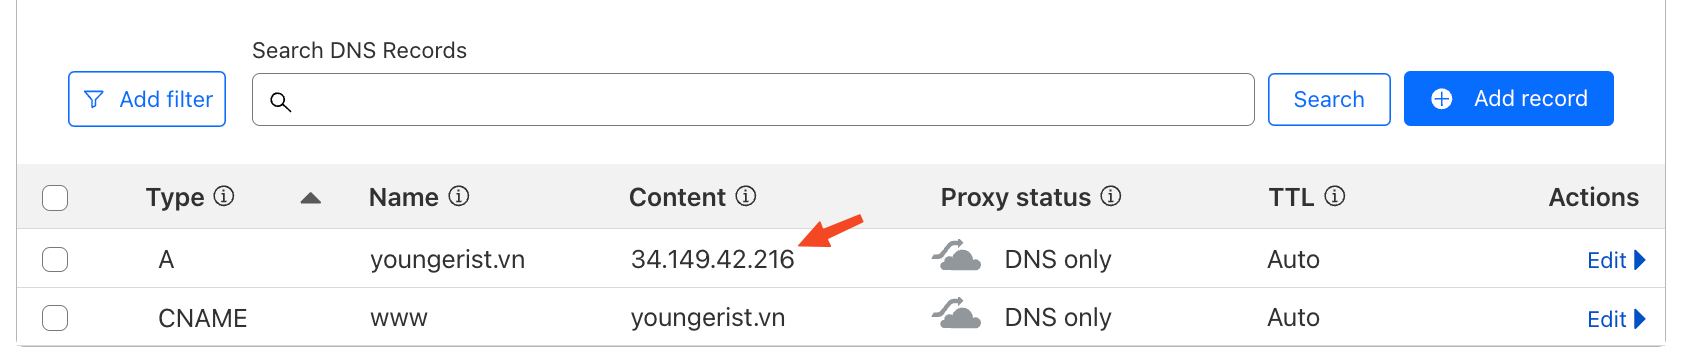 Search DNS Records
Add filter
Search
Add record
Type Name Content Proxy status TTL Actions
A youngerist.vn 34.149.42.216 DNS only Auto Edit
CNAME www youngerist.vn DNS only Auto Edit